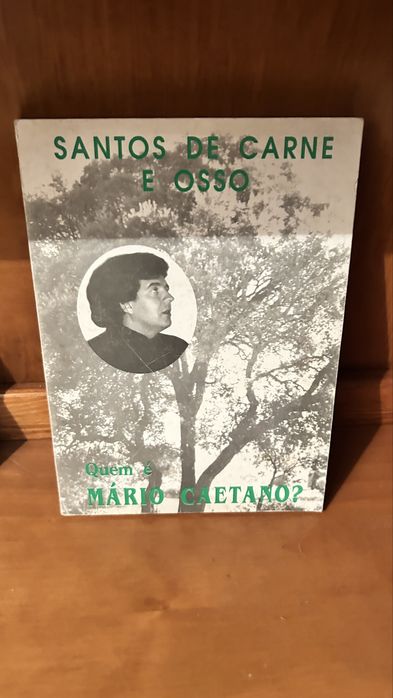 SANTOS DE CARNE
E OSSO
Quem é
MÁRIO CAETANO?